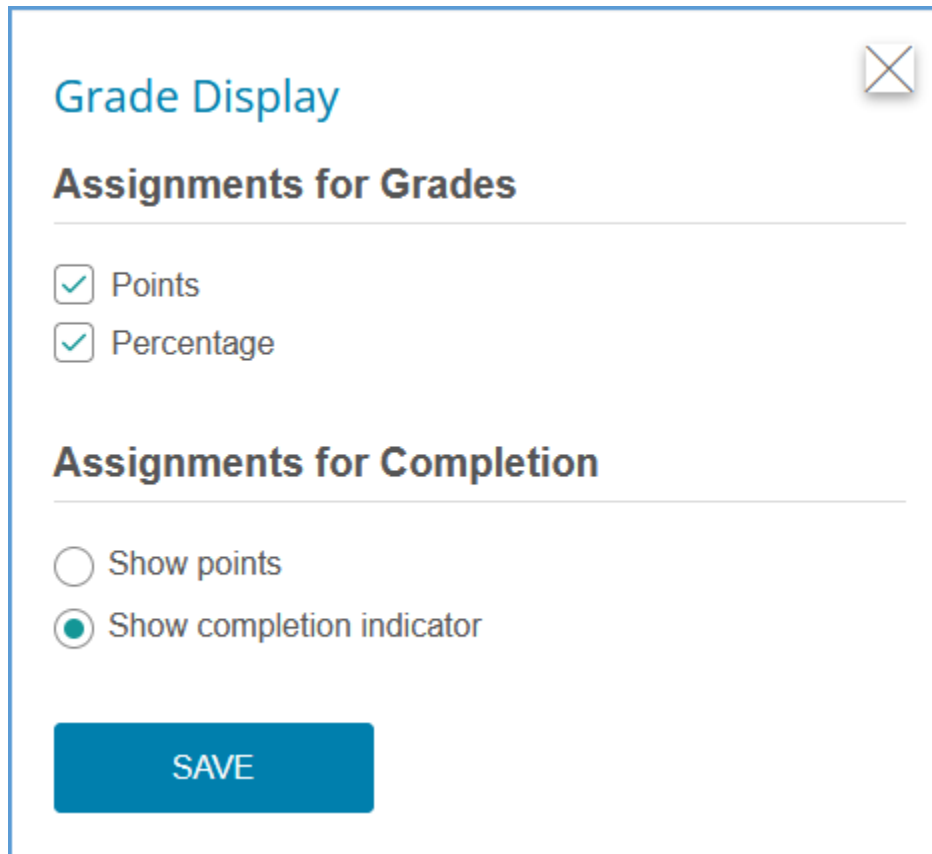 Grade Display
Assignments for Grades
Points
Percentage
Assignments for Completion
Show points
Show completion indicator
SAVE